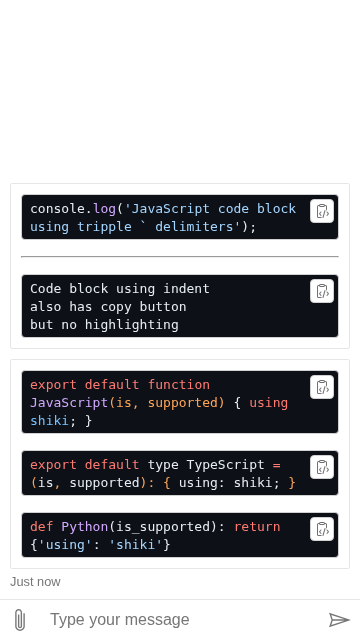 console.log('JavaScript code block
using tripple ` delimiters');
Code block using indent
also has copy button
but no highlighting
export default function
JavaScript(is, supported) { using
shiki; }
export default type TypeScript =
(is, supported): { using: shiki; }
def Python(is_supported): return
{'using': 'shiki'}
Just now
Type your message